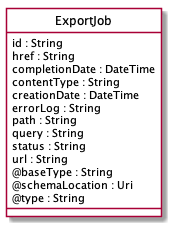 ExportJob
id : String
href : String
completionDate : DateTime
contentType : String
creationDate : DateTime
errorLog : String
path : String
query : String
status : String
url : String
@baseType : String
@schemaLocation : Uri
@type : String